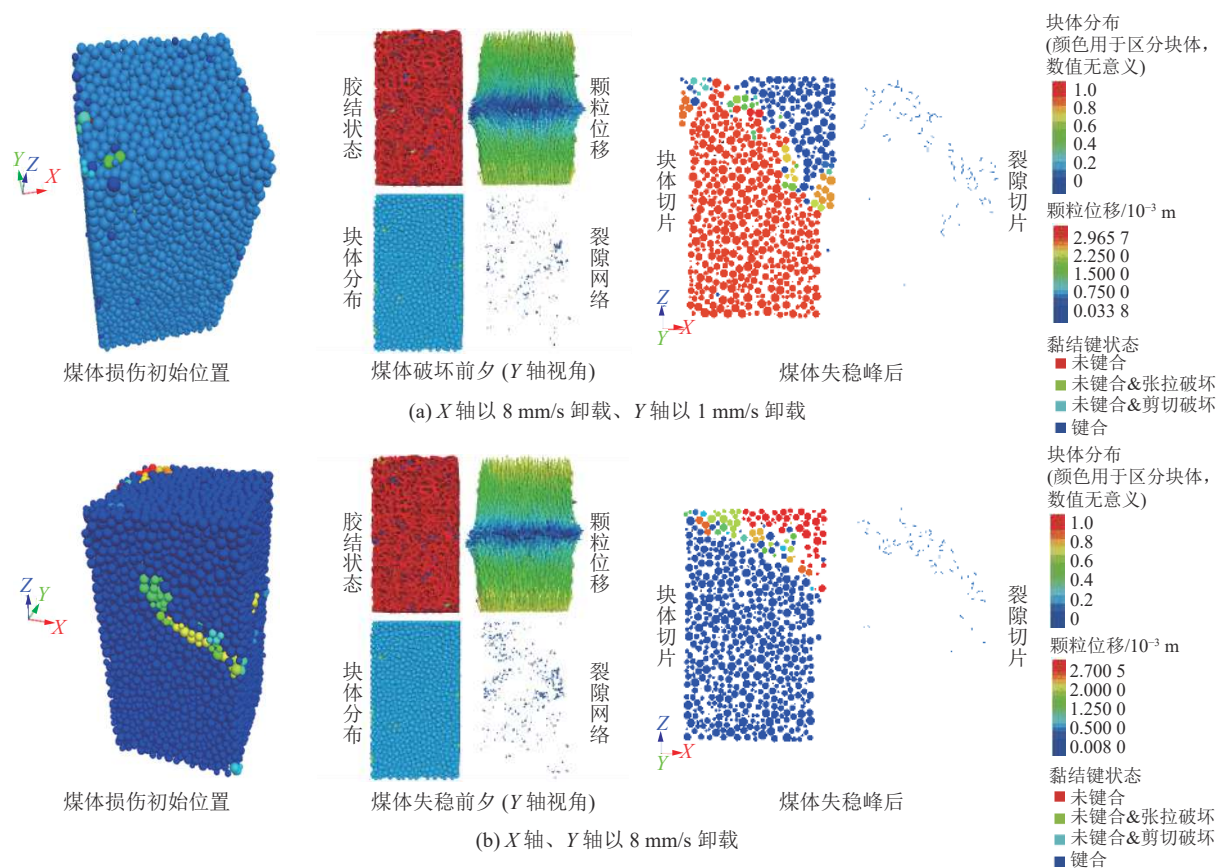 Y
Z
X
煤体损伤初始位置
胶结状态
颗粒位移
块体分布
裂隙网络
煤体破坏前夕 (Y 轴视角)
块体切片
裂隙切片
Z
Y
X
煤体失稳峰后
块体分布
(颜色用于区分块体,
数值无意义)
1.0
0.8
0.6
0.4
0.2
0
颗粒位移/10⁻³ m
2.965 7
2.250 0
1.500 0
0.750 0
0.033 8
黏结键状态
未键合
未键合&张拉破坏
未键合&剪切破坏
键合
(a) X 轴以 8 mm/s 卸载、Y 轴以 1 mm/s 卸载
Z
Y
X
煤体损伤初始位置
胶结状态
颗粒位移
块体分布
裂隙网络
煤体失稳前夕 (Y 轴视角)
块体切片
裂隙切片
Z
Y
X
煤体失稳峰后
块体分布
(颜色用于区分块体,
数值无意义)
1.0
0.8
0.6
0.4
0.2
0
颗粒位移/10⁻³ m
2.700 5
2.000 0
1.250 0
0.500 0
0.008 0
黏结键状态
未键合
未键合&张拉破坏
未键合&剪切破坏
键合
(b) X 轴、Y 轴以 8 mm/s 卸载